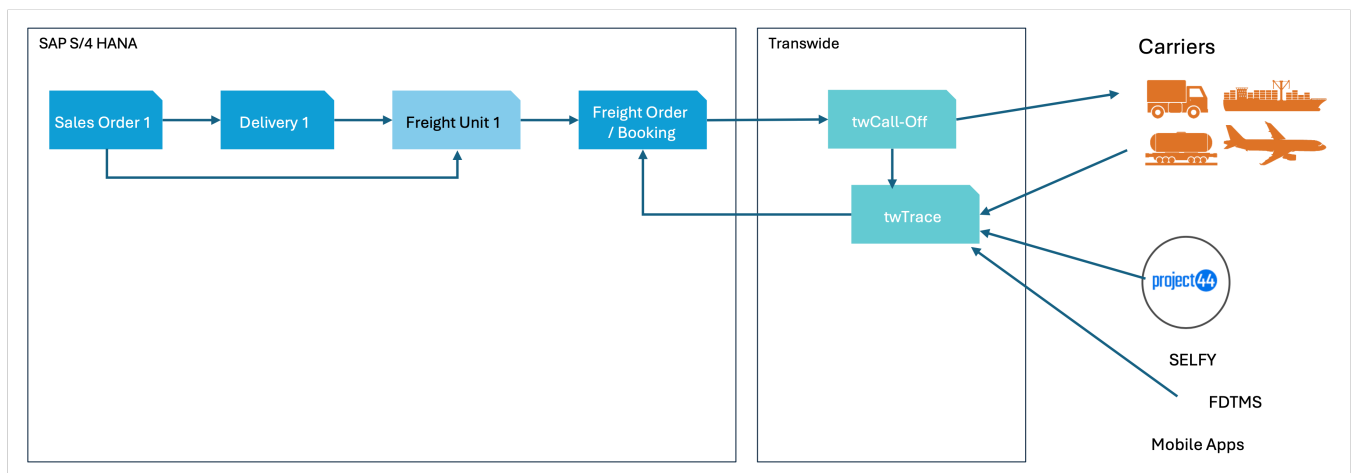 SAP S/4 HANA
Transwide
Carriers
Sales Order 1
Delivery 1
Freight Unit 1
Freight Order
/ Booking
twCall-Off
twTrace
project44
SELFY
FDTMS
Mobile Apps